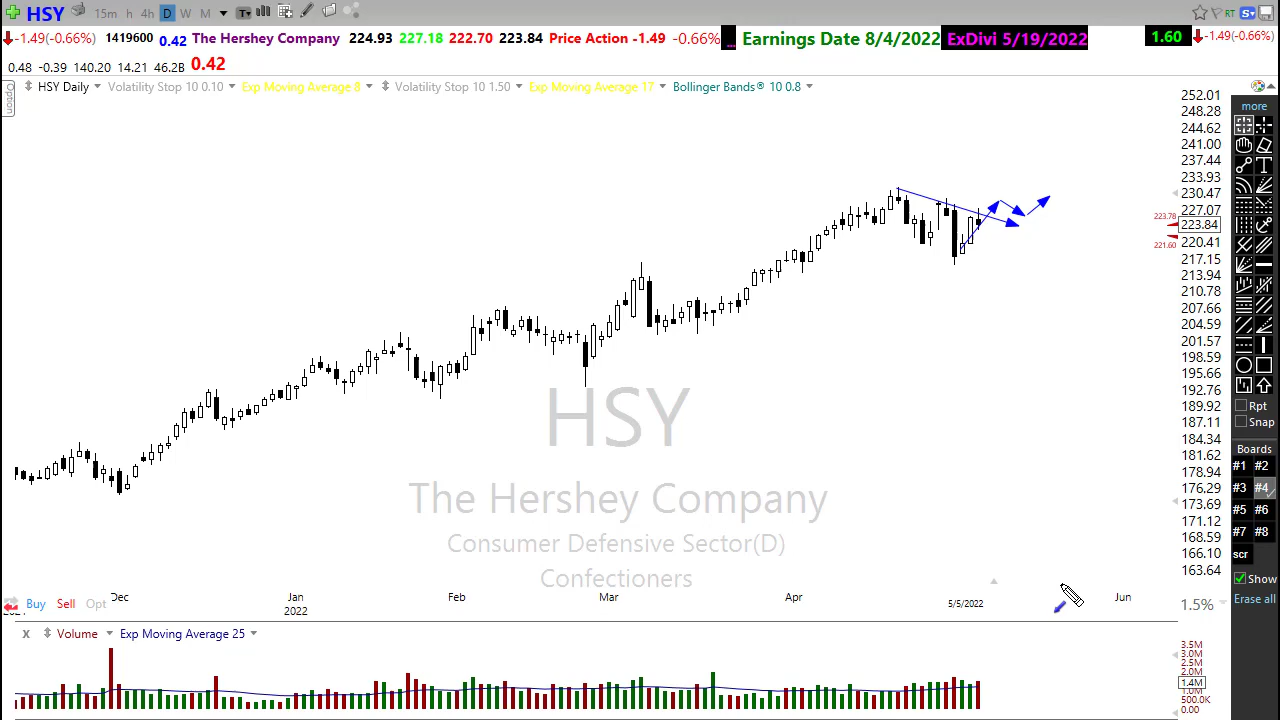 HSY 15m h 4h D W M T RT S
-1.49(-0.66%) 1419600 0.42 The Hershey Company 224.93 227.18 222.70 223.84 Price Action -1.49 -0.66% ... Earnings Date 8/4/2022 ExDivi 5/19/2022 1.60 -1.49(-0.66%)
0.48 -0.39 140.20 14.21 46.2B 0.42
Option HSY Daily Volatility Stop 10 0.10 Exp Moving Average 8 Volatility Stop 10 1.50 Exp Moving Average 17 Bollinger Bands® 10 0.8
252.01
248.28
244.62
241.00
237.44
233.93
230.47
227.07
223.78
223.84
221.60
220.41
217.15
213.94
210.78
207.66
204.59
201.57
198.59
195.66
192.76
189.92
187.11
184.34
181.62
178.94
176.29
173.69
171.12
168.59
166.10
163.64
more
T
Rpt
Snap
Boards
#1 #2
#3 #4
#5 #6
#7 #8
scr
Show
Erase all
HSY
The Hershey Company
Consumer Defensive Sector(D)
Confectioners
Buy Sell Opt
Dec Jan Feb Mar Apr 5/5/2022 Jun
2022
1.5%
X Volume Exp Moving Average 25
3.5M
3.0M
2.5M
2.0M
1.4M
1.0M
500.0K
0.00